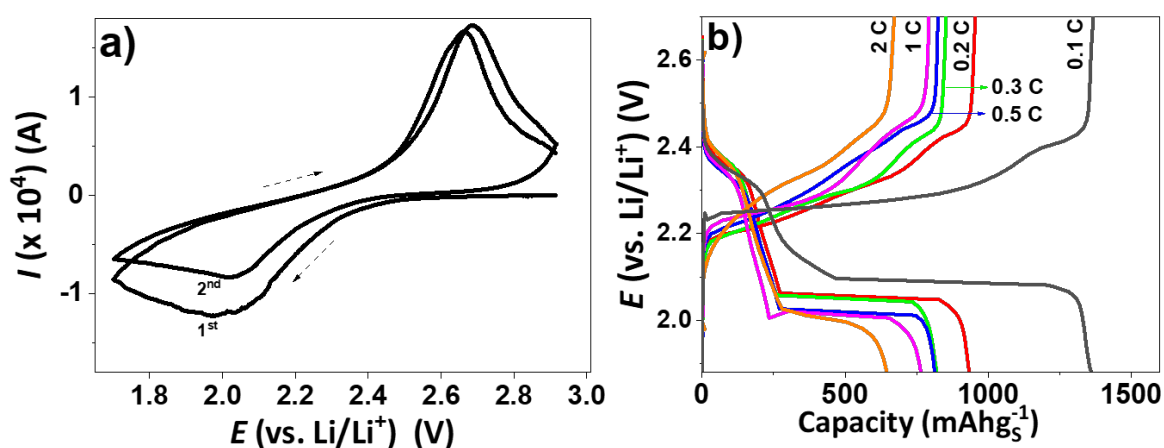 a)
I (x 10⁴) (A)
1
0
-1
2ⁿᵈ
1ˢᵗ
1.8
2.0
2.2
2.4
2.6
2.8
3.0
E (vs. Li/Li⁺) (V)
b)
E (vs. Li/Li⁺) (V)
2.6
2.4
2.2
2.0
2 C
1 C
0.2 C
0.1 C
0.3 C
0.5 C
0
500
1000
1500
Capacity (mAhgₛ⁻¹)